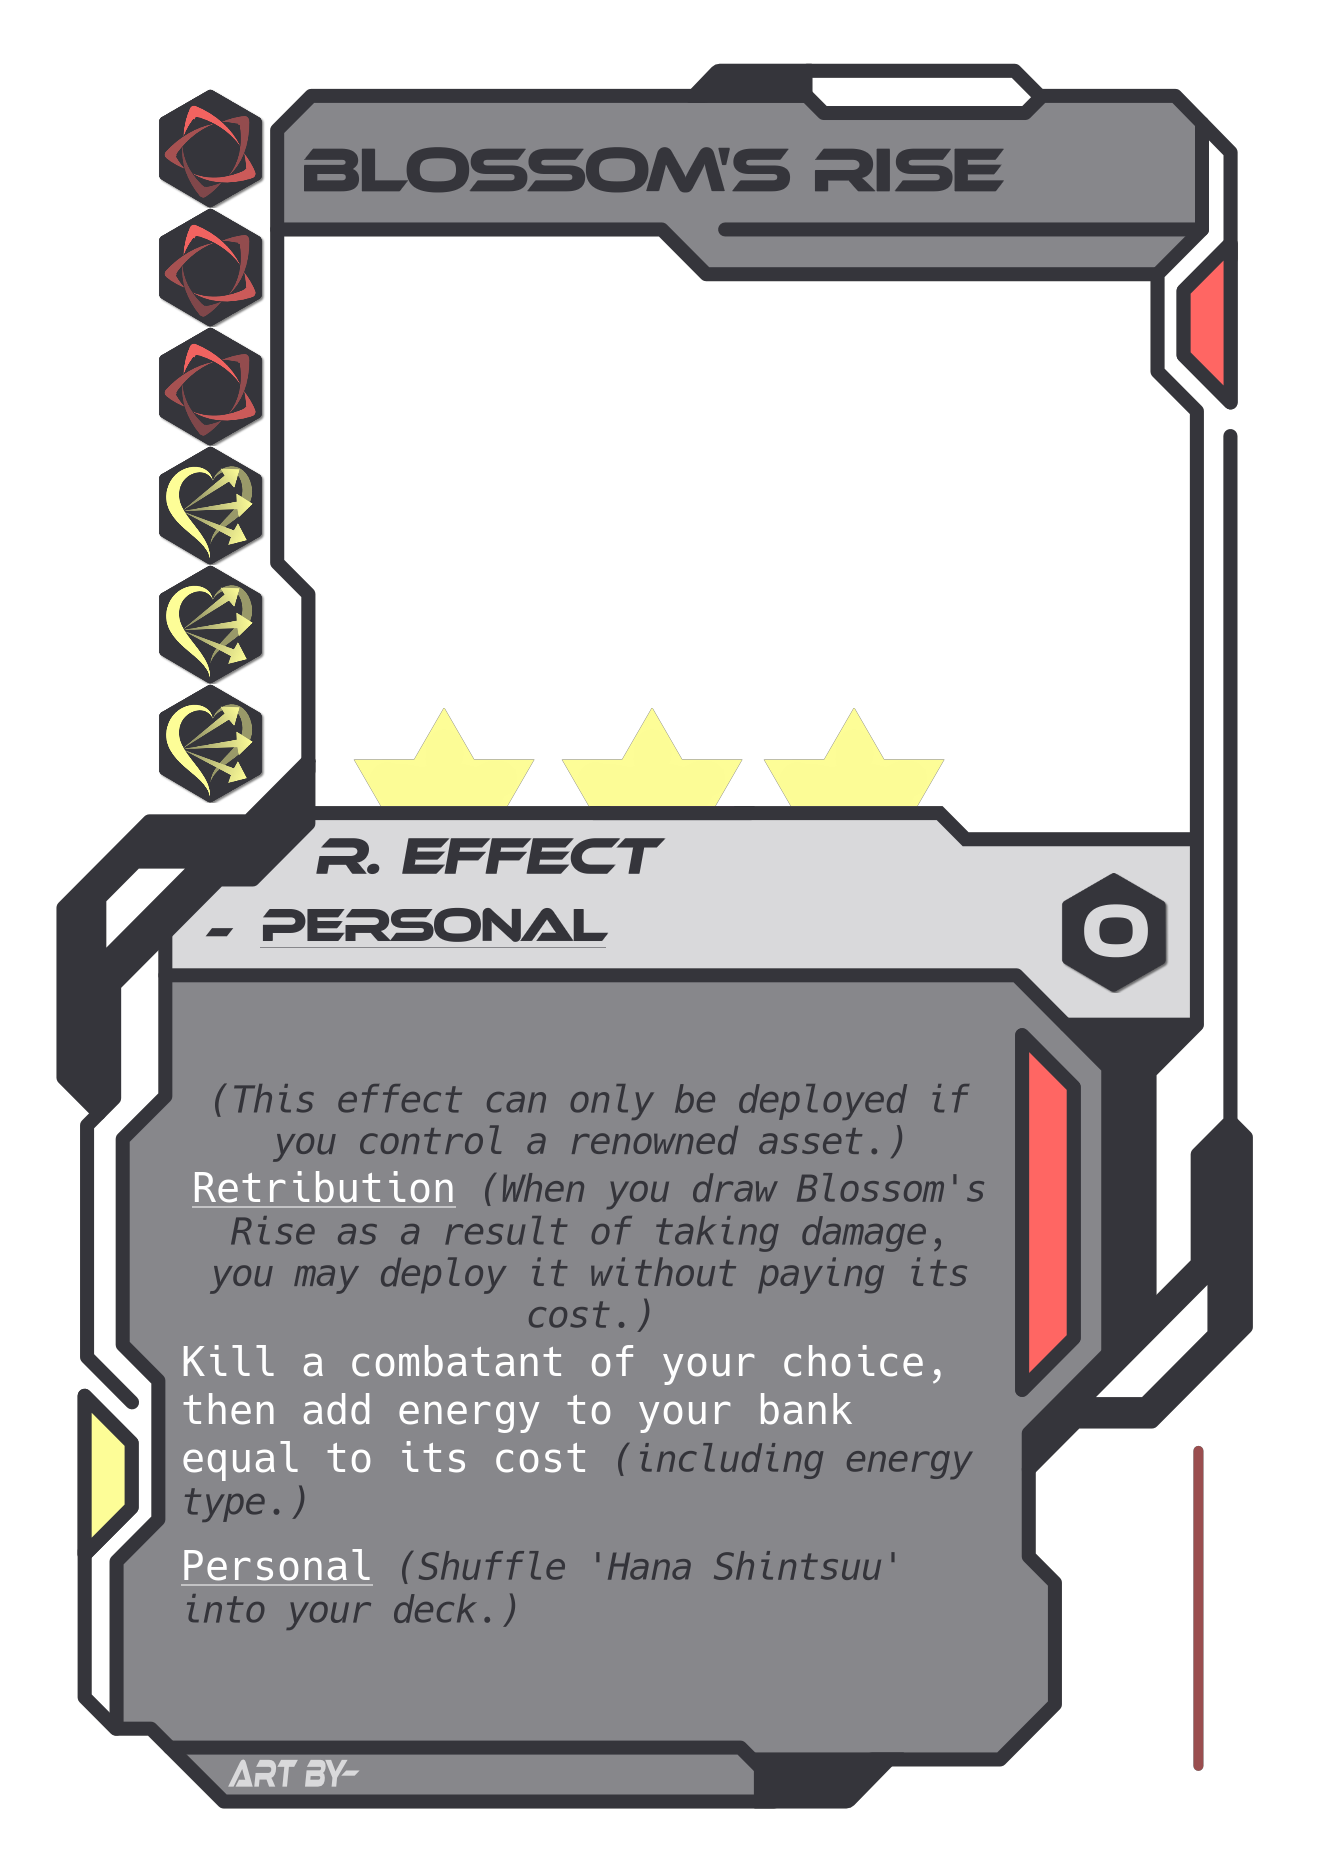 BLOSSOM'S RISE
R. EFFECT
- PERSONAL
0
(This effect can only be deployed if
you control a renowned asset.)
Retribution (When you draw Blossom's
Rise as a result of taking damage,
you may deploy it without paying its
cost.)
Kill a combatant of your choice,
then add energy to your bank
equal to its cost (including energy
type.)
Personal (Shuffle 'Hana Shintsuu'
into your deck.)
ART BY-